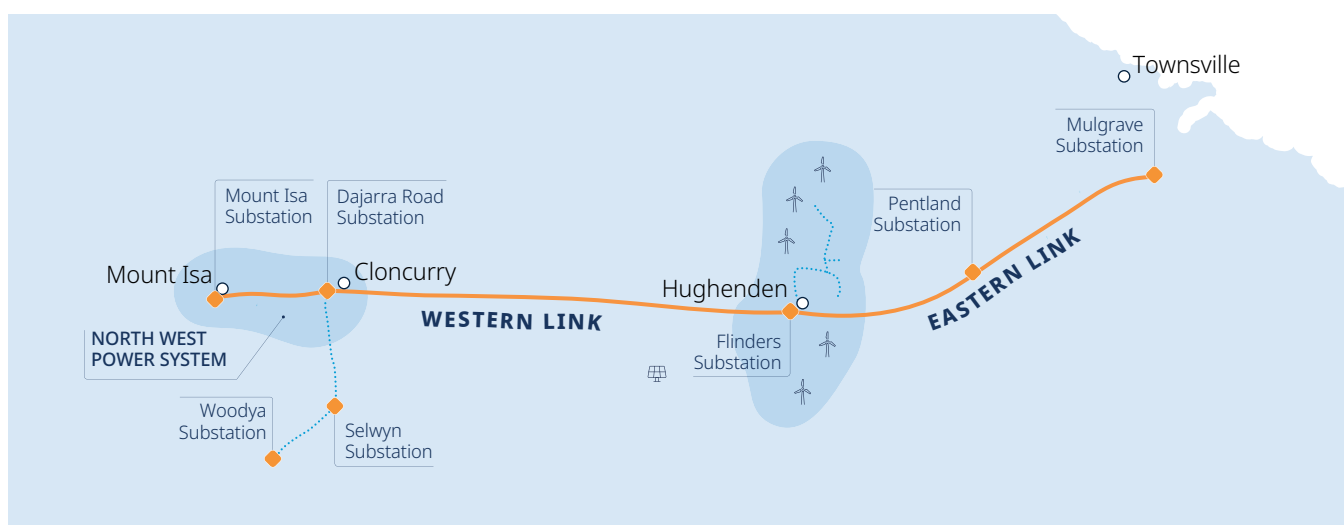 Townsville
Mulgrave
Substation
Mount Isa
Substation
Dajarra Road
Substation
Pentland
Substation
Mount Isa
Cloncurry
Hughenden
EASTERN LINK
WESTERN LINK
NORTH WEST
POWER SYSTEM
Flinders
Substation
Woodya
Substation
Selwyn
Substation